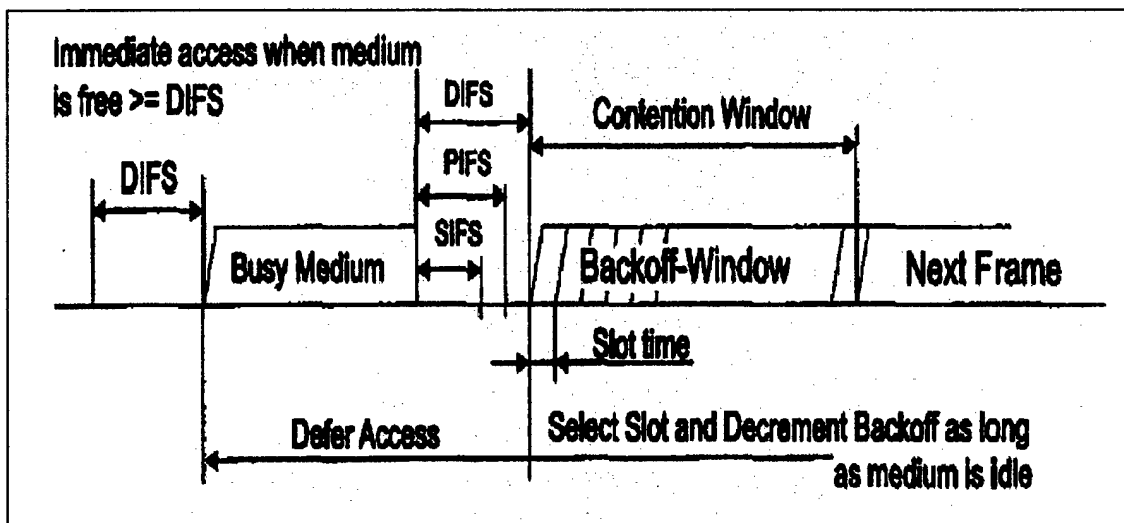 Immediate access when medium
is free >= DIFS
DIFS
DIFS
PIFS
SIFS
Contention Window
Busy Medium
Backoff-Window
Next Frame
Slot time
Defer Access
Select Slot and Decrement Backoff as long
as medium is idle